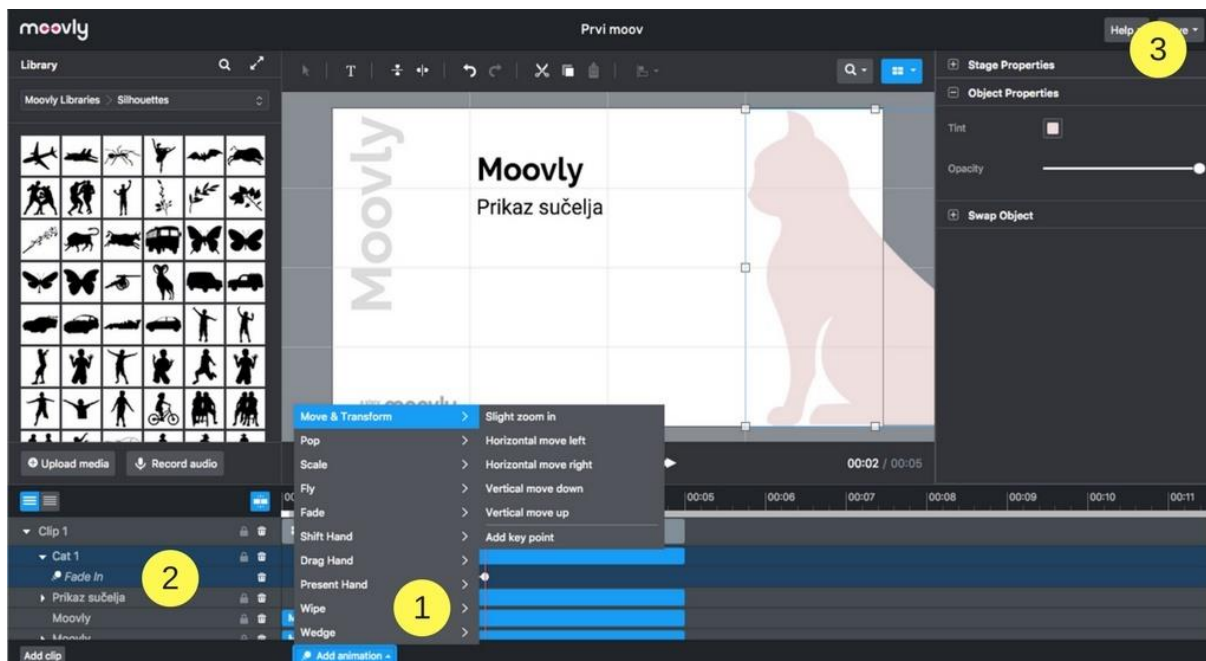 moovly
Prvi moov
Help
3
Library
Moovly Libraries > Silhouettes
T
Stage Properties
Object Properties
Tint
Opacity
Swap Object
Moovly
Moovly
Prikaz sučelja
moovly
Upload media
Record audio
00:02 / 00:05
Move & Transform
Pop
Scale
Fly
Fade
Shift Hand
Drag Hand
Present Hand
Wipe
Wedge
Slight zoom in
Horizontal move left
Horizontal move right
Vertical move down
Vertical move up
Add key point
1
00:05 00:06 00:07 00:08 00:09 00:10 00:11
Clip 1
Cat 1
Fade In
2
Prikaz sučelja
Moovly
Moovly
Add clip
Add animation